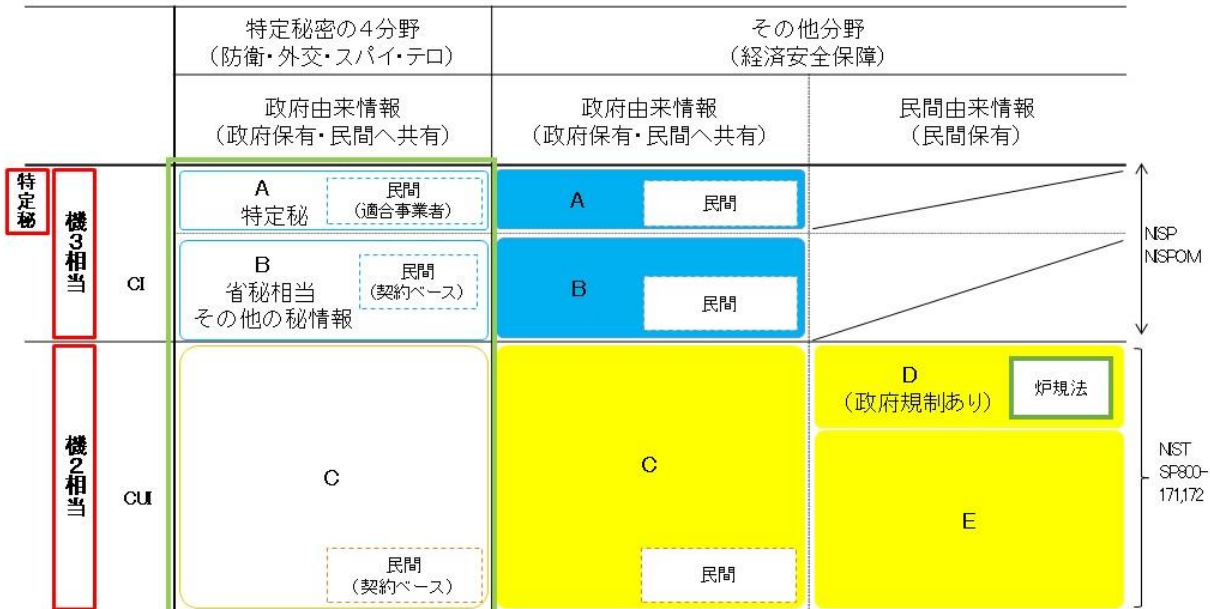 特定秘密の4分野
（防衛・外交・スパイ・テロ）
その他分野
（経済安全保障）
政府由来情報
（政府保有・民間へ共有）
政府由来情報
（政府保有・民間へ共有）
民間由来情報
（民間保有）
特定秘
機3相当
CI
A
特定秘
民間
（適合事業者）
A
民間
B
省秘相当
その他の秘情報
民間
（契約ベース）
B
民間
NISP
NISPOM
機2相当
CUI
C
民間
（契約ベース）
C
民間
D
（政府規制あり）
炉規法
E
NIST
SP800-
171,172